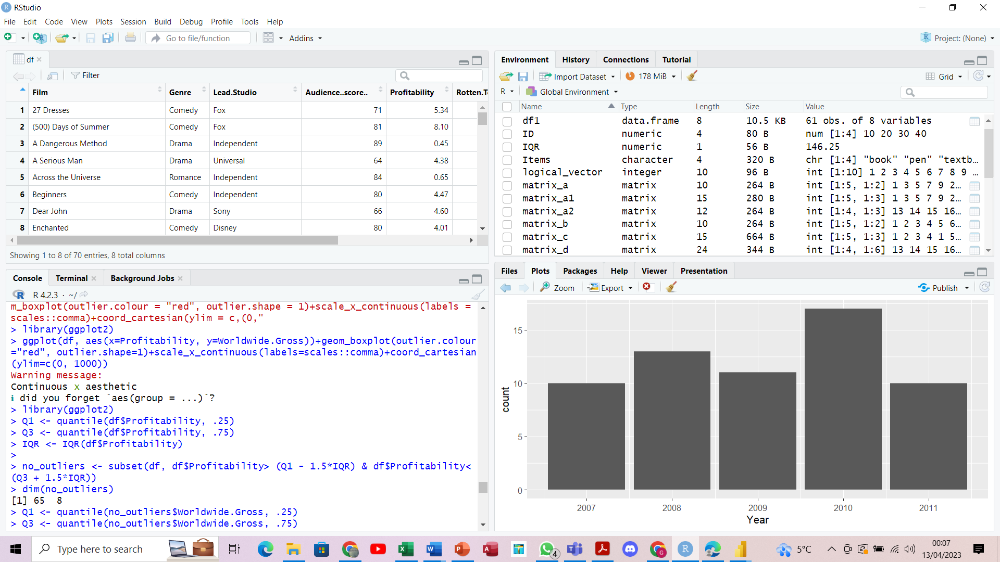 RStudio
File Edit Code View Plots Session Build Debug Profile Tools Help
Go to file/function Addins Project: (None)
df
Filter
Film Genre Lead.Studio Audience..score.. Profitability Rotten.T
1 27 Dresses Comedy Fox 71 5.34
2 (500) Days of Summer Comedy Fox 81 8.10
3 A Dangerous Method Drama Independent 89 0.45
4 A Serious Man Drama Universal 64 4.38
5 Across the Universe Romance Independent 84 0.65
6 Beginners Comedy Independent 80 4.47
7 Dear John Drama Sony 66 4.60
8 Enchanted Comedy Disney 80 4.01
Showing 1 to 8 of 70 entries, 8 total columns
Console Terminal Background Jobs
R 4.2.3 · ~/
m_boxplot(outlier.colour = "red", outlier.shape = 1)+scale_x_continuous(labels =
scales::comma)+coord_cartesian(ylim = c,(0,"
> library(ggplot2)
> ggplot(df, aes(x=Profitability, y=Worldwide.Gross))+geom_boxplot(outlier.colour
="red", outlier.shape=1)+scale_x_continuous(labels=scales::comma)+coord_cartesian
(ylim=c(0, 1000))
Warning message:
Continuous x aesthetic
ℹ did you forget `aes(group = ...)`?
> library(ggplot2)
> Q1 <- quantile(df$Profitability, .25)
> Q3 <- quantile(df$Profitability, .75)
> IQR <- IQR(df$Profitability)
>
> no_outliers <- subset(df, df$Profitability> (Q1 - 1.5*IQR) & df$Profitability<
(Q3 + 1.5*IQR))
> dim(no_outliers)
[1] 65 8
> Q1 <- quantile(no_outliers$Worldwide.Gross, .25)
> Q3 <- quantile(no_outliers$Worldwide.Gross, .75)
Environment History Connections Tutorial
Import Dataset 178 MiB Grid
R Global Environment
Name Type Length Size Value
df1 data.frame 8 10.5 KB 61 obs. of 8 variables
ID numeric 4 80 B num [1:4] 10 20 30 40
IQR numeric 1 56 B 146.25
Items character 4 320 B chr [1:4] "book" "pen" "textb…
logical_vector integer 10 96 B int [1:10] 1 2 3 4 5 6 7 8 9 …
matrix_a matrix 10 264 B int [1:5, 1:2] 1 3 5 7 9 2…
matrix_a1 matrix 15 280 B int [1:5, 1:3] 1 3 5 7 9 2…
matrix_a2 matrix 12 264 B int [1:4, 1:3] 13 14 15 16…
matrix_b matrix 10 264 B int [1:5, 1:2] 1 2 3 4 5 6…
matrix_c matrix 15 664 B int [1:5, 1:3] 1 2 3 4 1 5…
matrix_d matrix 24 344 B int [1:4, 1:6] 13 14 15 16…
Files Plots Packages Help Viewer Presentation
Zoom Export Publish
15
10
5
0
count
2007 2008 2009 2010 2011
Year
Type here to search
4
5°C
00:07
13/04/2023